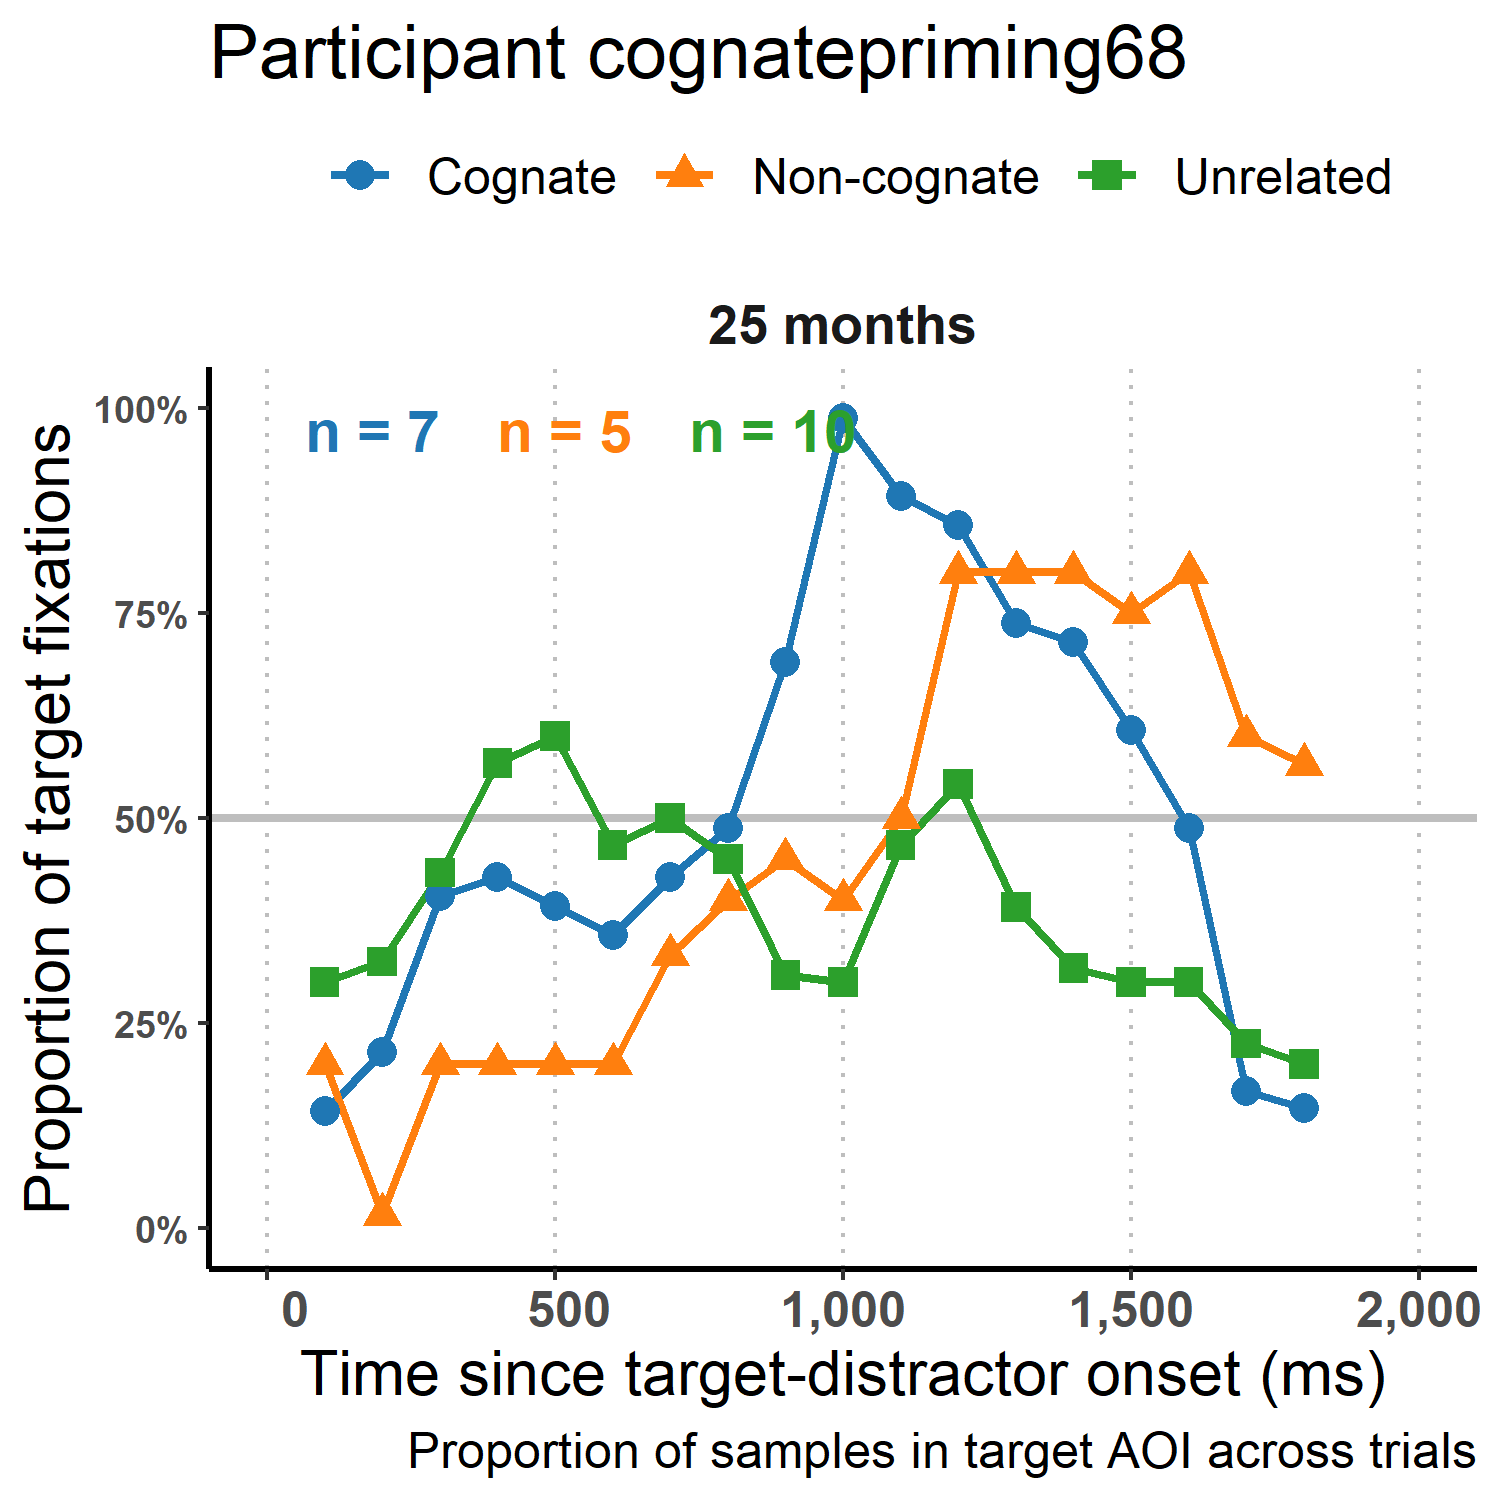 Participant cognatepriming68
Cognate Non-cognate Unrelated
25 months
n = 7 n = 5 n = 10
100%
75%
50%
25%
0%
Proportion of target fixations
0 500 1,000 1,500 2,000
Time since target-distractor onset (ms)
Proportion of samples in target AOI across trials